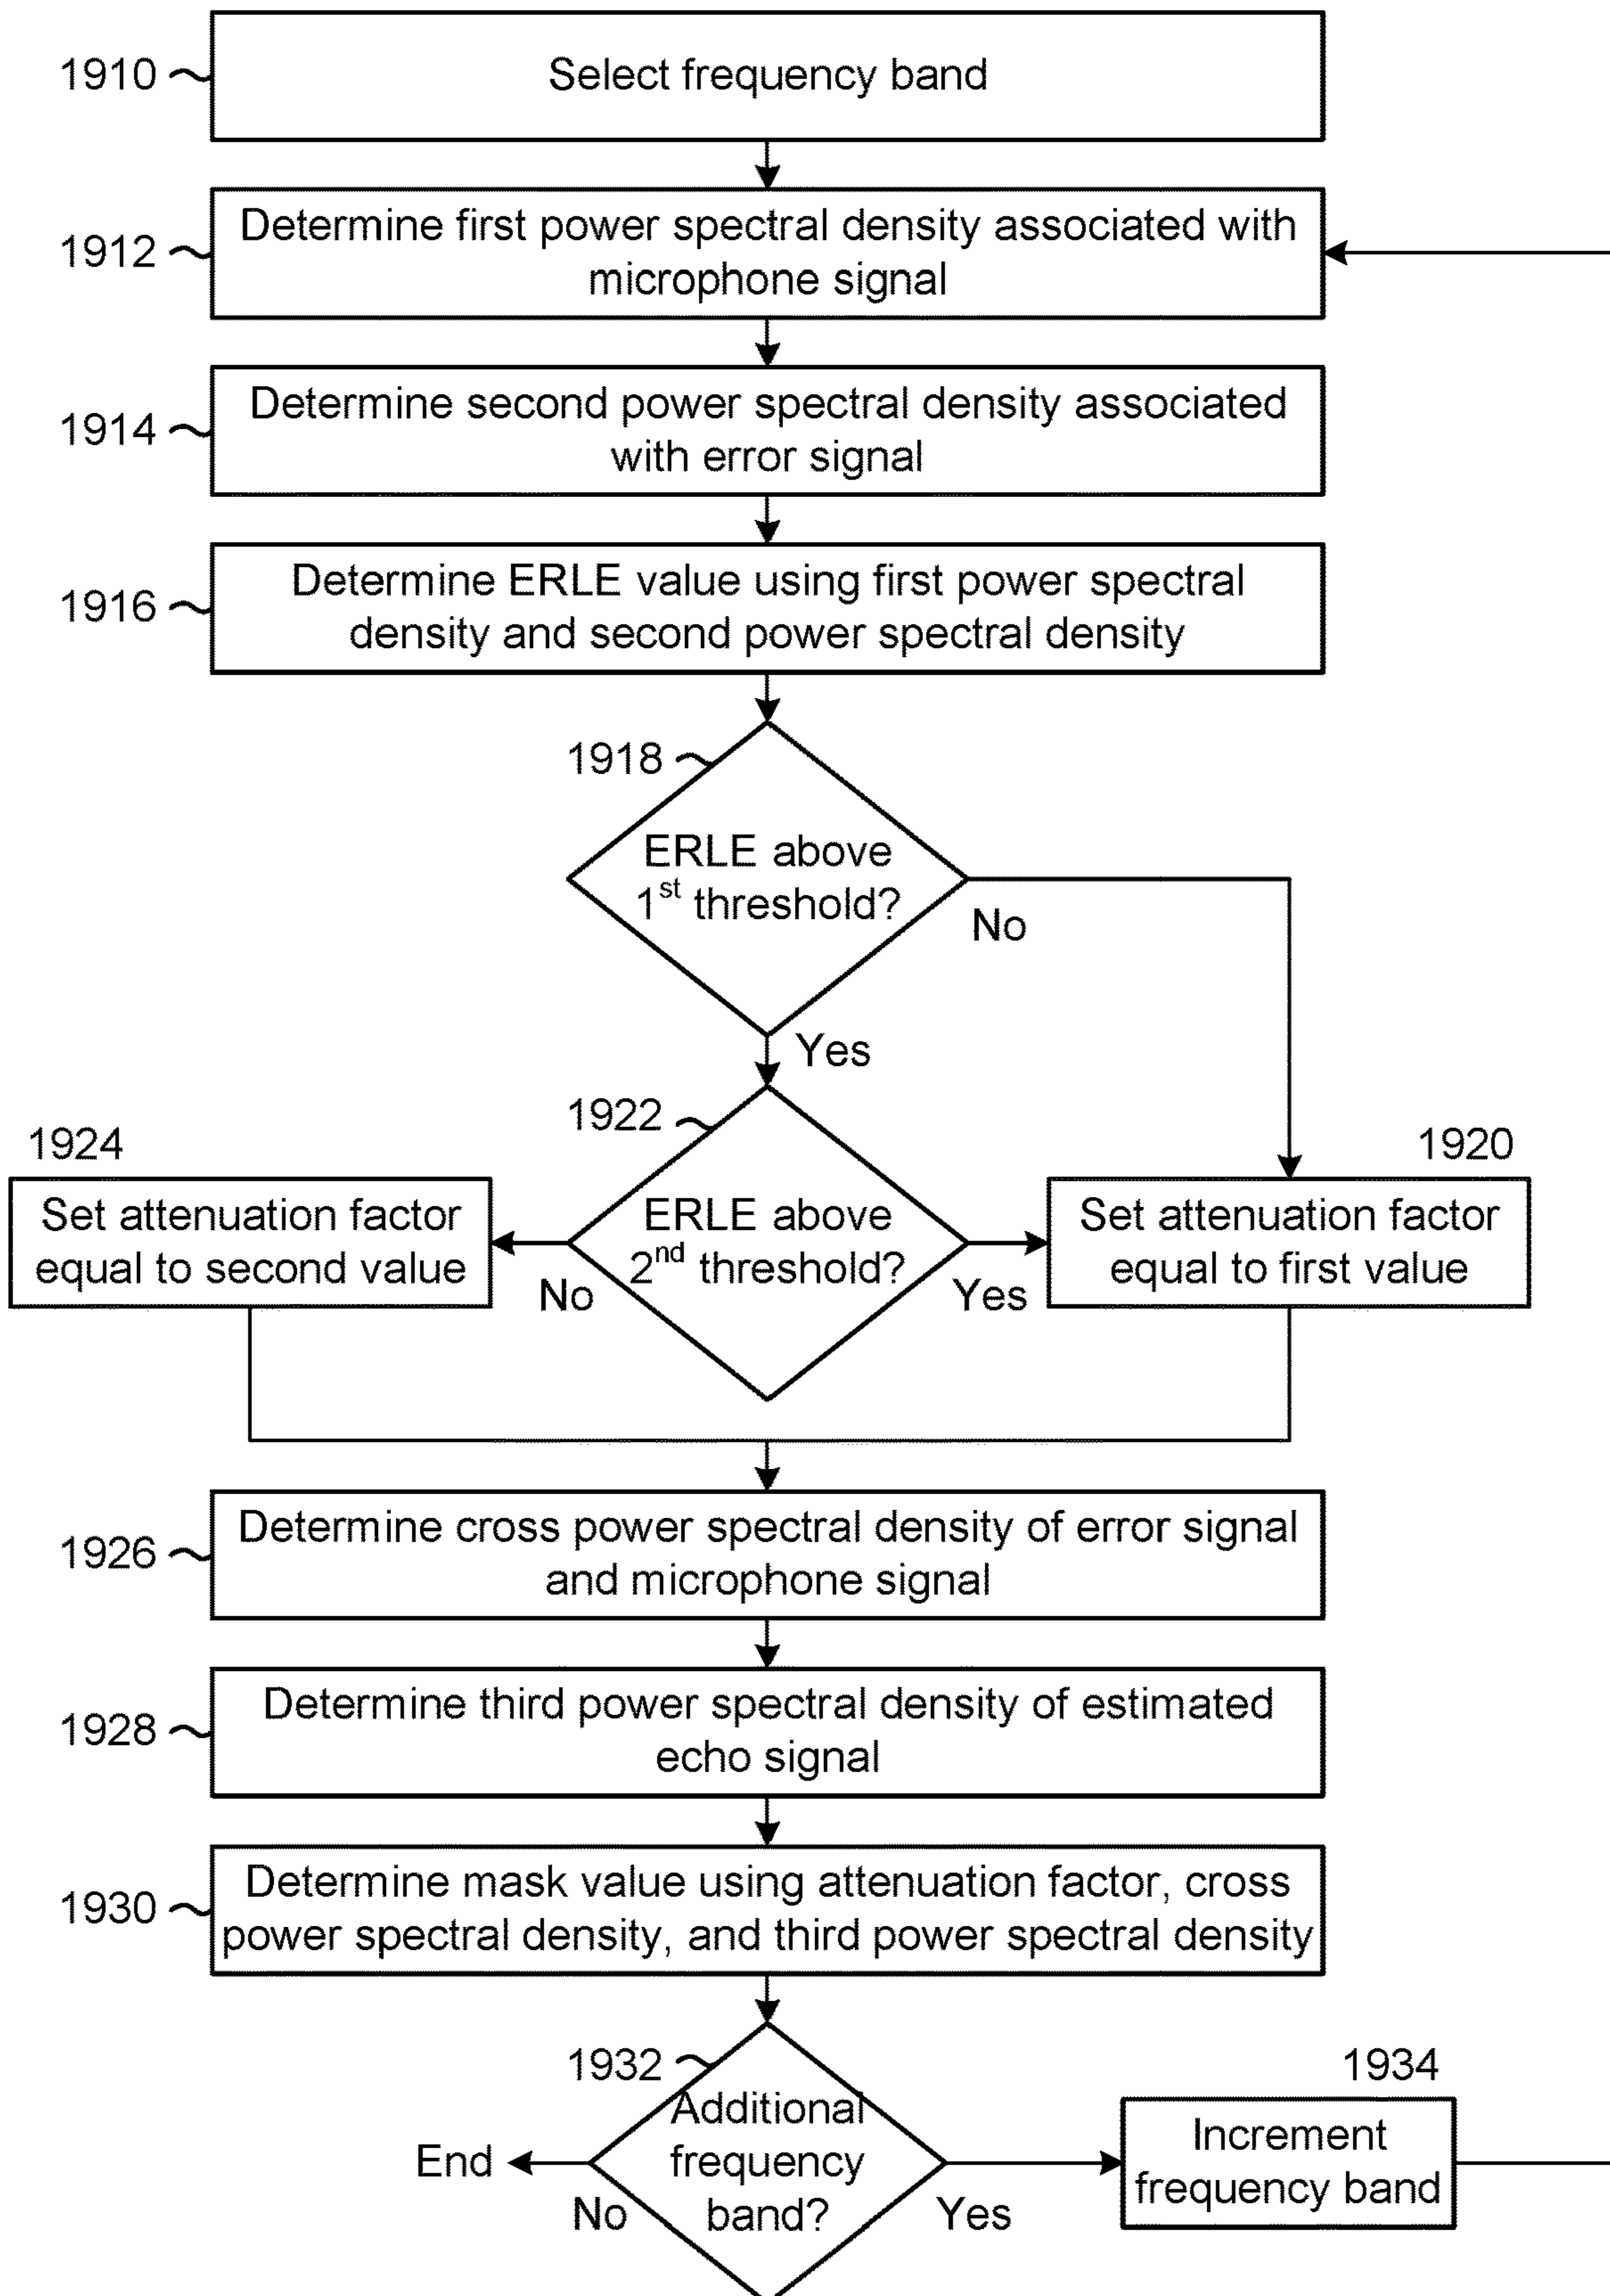 1910
Select frequency band
1912
Determine first power spectral density associated with
microphone signal
1914
Determine second power spectral density associated
with error signal
1916
Determine ERLE value using first power spectral
density and second power spectral density
1918
ERLE above
1st threshold?
No
Yes
1922
1924
1920
Set attenuation factor
equal to second value
ERLE above
2nd threshold?
Set attenuation factor
equal to first value
No
Yes
1926
Determine cross power spectral density of error signal
and microphone signal
1928
Determine third power spectral density of estimated
echo signal
1930
Determine mask value using attenuation factor, cross
power spectral density, and third power spectral density
1932
1934
Additional
frequency
band?
End
No
Yes
Increment
frequency band